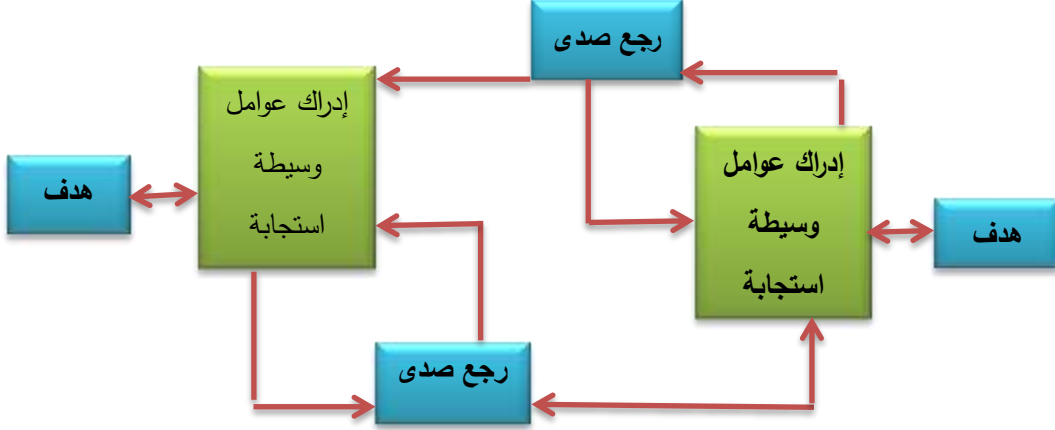 رجع صدى
إدراك عوامل
وسيطة
استجابة
هدف
إدراك عوامل
وسيطة
استجابة
هدف
رجع صدى